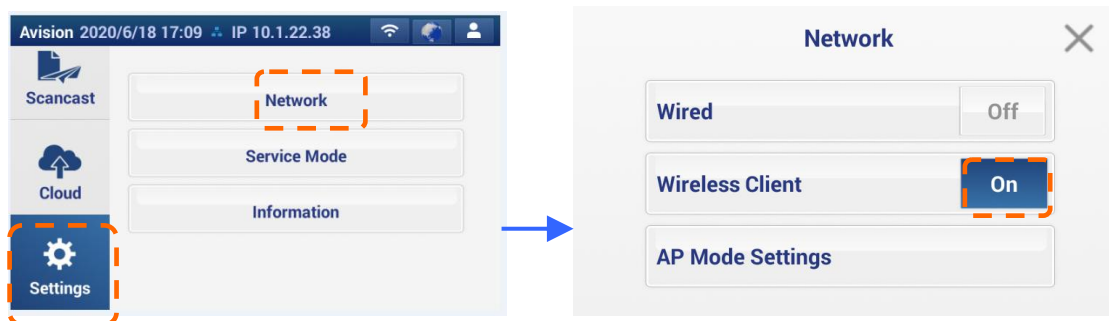 Avision 2020/6/18 17:09 IP 10.1.22.38
Scancast
Cloud
Settings
Network
Service Mode
Information
Network
Wired Off
Wireless Client On
AP Mode Settings